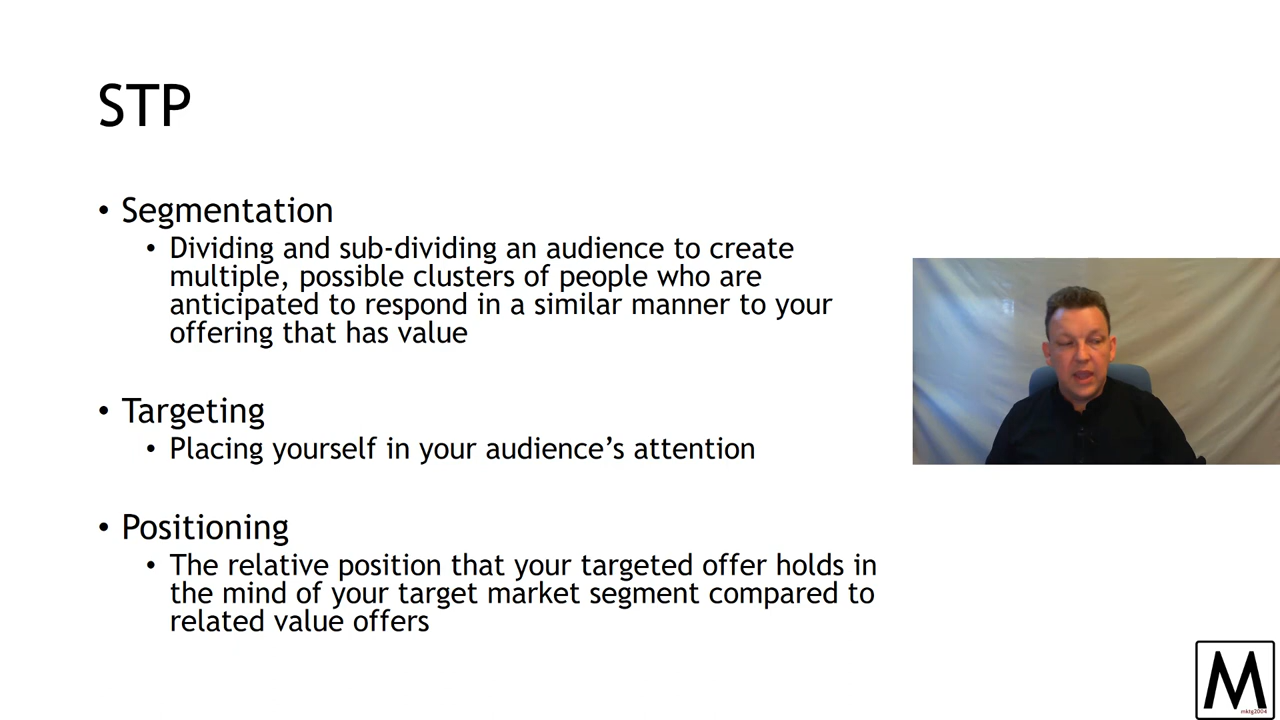 STP
• Segmentation
• Dividing and sub-dividing an audience to create
multiple, possible clusters of people who are
anticipated to respond in a similar manner to your
offering that has value
• Targeting
• Placing yourself in your audience’s attention
• Positioning
• The relative position that your targeted offer holds in
the mind of your target market segment compared to
related value offers
M
mktg2004